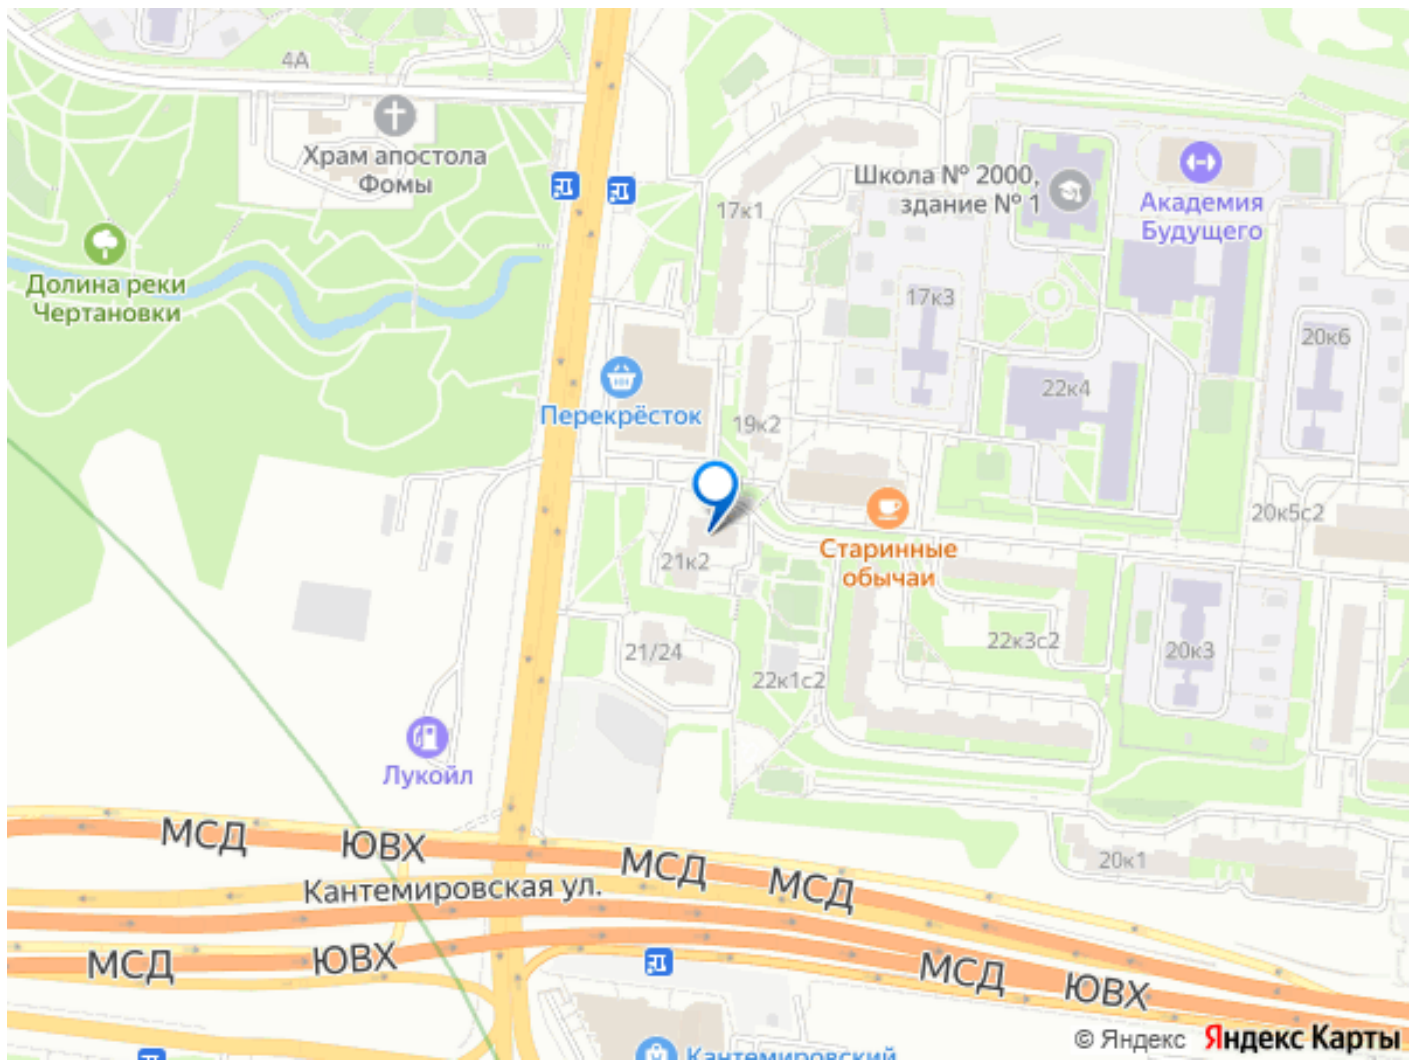 4А
Храм апостола
Фомы
Школа № 2000,
здание № 1
Академия
Будущего
17к1
Долина реки
Чертановки
17к3
20к6
Перекрёсток
22к4
19к2
20к5с2
Старинные
обычаи
21к2
21/24
22к3с2
20к3
22к1с2
Лукойл
МСД
ЮВХ
МСД
МСД
20к1
Кантемировская ул.
МСД
ЮВХ
МСД
ЮВХ
© Яндекс Яндекс Карты
Кантемировский